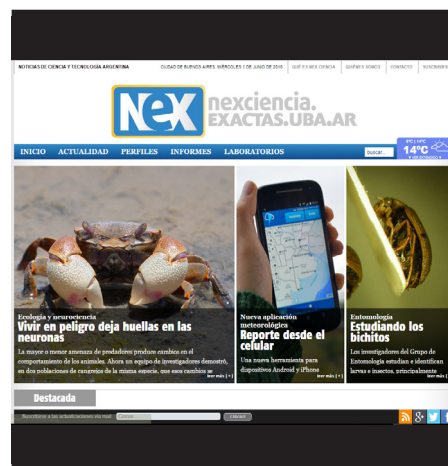 NOTICIAS DE CIENCIA Y TECNOLOGÍA ARGENTINA
CIUDAD DE BUENOS AIRES, MIÉRCOLES 1 DE JUNIO DE 2016
QUÉ ES NEX CIENCIA
QUIÉNES SOMOS
CONTACTO
NeX
nexciencia.
EXACTAS.UBA.AR
INICIO ACTUALIDAD PERFILES INFORMES LABORATORIOS
buscar...
14°C
Ecología y neurociencia
Vivir en peligro deja huellas en las
neuronas
La mayor o menor amenaza de predadores produce cambios en el
comportamiento de los animales. Ahora un equipo de investigadores demostró,
en dos poblaciones de cangrejos de la misma especie, que esos cambios se
leer más [+]
Nueva aplicación
meteorológica
Reporte desde el
celular
Una nueva herramienta para
dispositivos Android y iPhone
leer más [+]
Entomología
Estudiando los
bichitos
Los investigadores del Grupo de
Entomología estudian e identifican
larvas e insectos, principalmente
leer más [
Destacada
Suscribirse a las actualizaciones vía mail
Correo